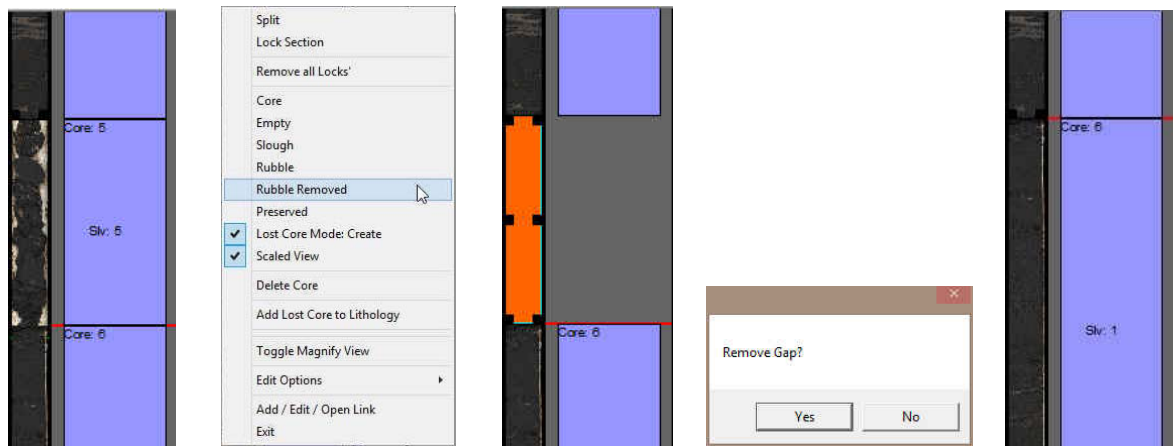 Core: 5
Slv: 5
Core: 6
Split
Lock Section
Remove all Locks'
Core
Empty
Slough
Rubble
Rubble Removed
Preserved
Lost Core Mode: Create
Scaled View
Delete Core
Add Lost Core to Lithology
Toggle Magnify View
Edit Options
Add / Edit / Open Link
Exit
Core: 6
Remove Gap?
Yes
No
Core: 6
Slv: 1